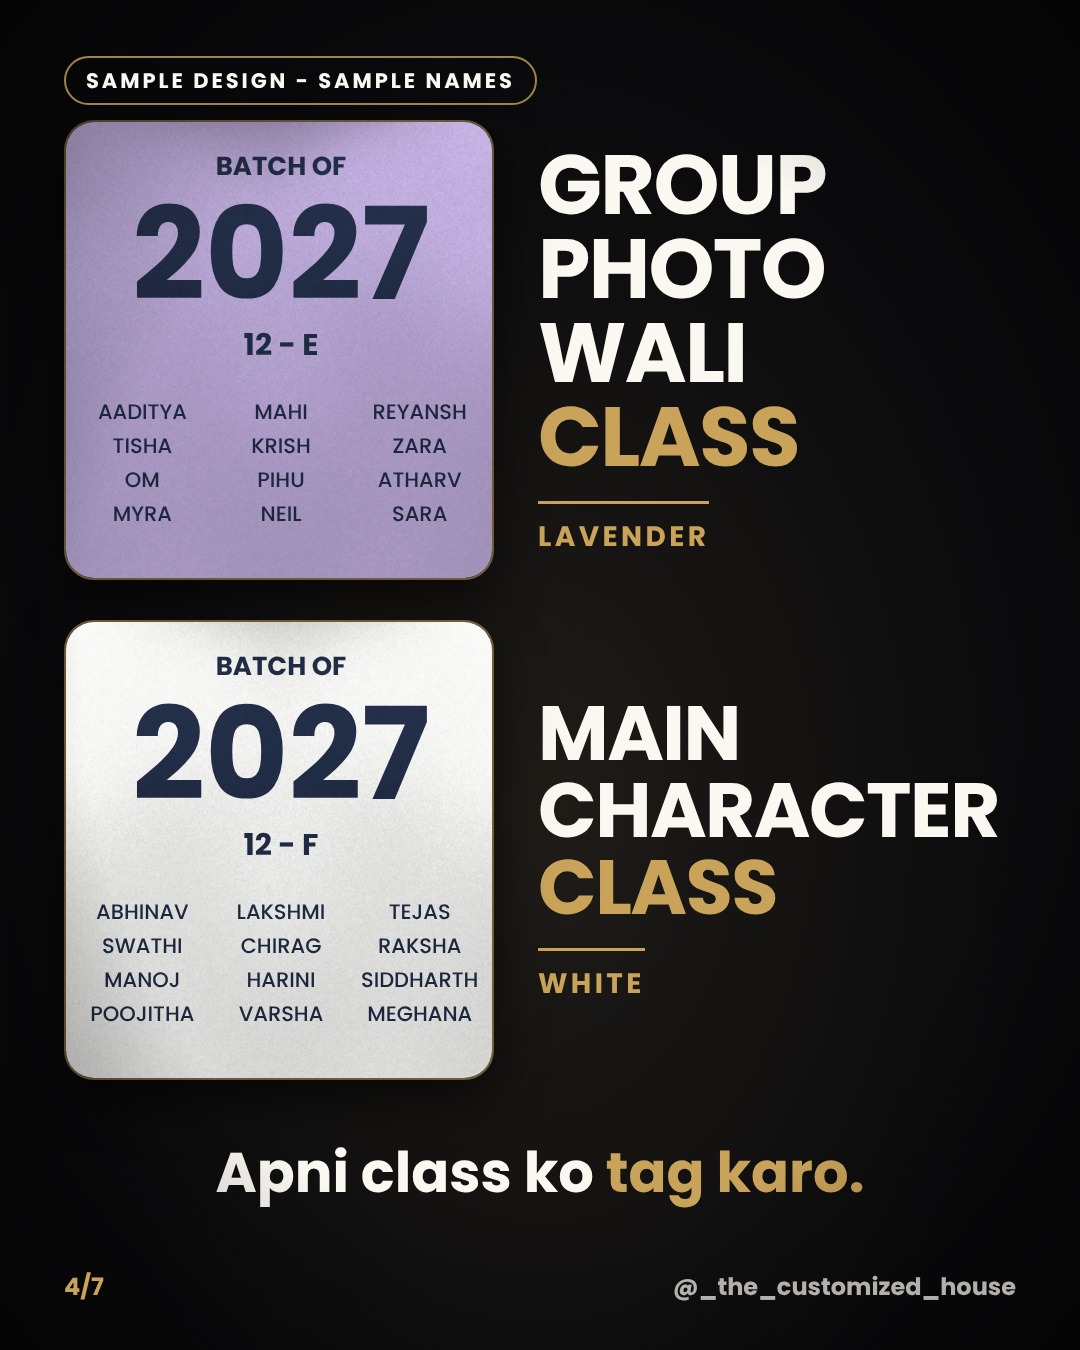 SAMPLE DESIGN - SAMPLE NAMES
BATCH OF
2027
12 - E
AADITYA MAHI REYANSH
TISHA KRISH ZARA
OM PIHU ATHARV
MYRA NEIL SARA
GROUP
PHOTO
WALI
CLASS
LAVENDER
BATCH OF
2027
12 - F
ABHINAV LAKSHMI TEJAS
SWATHI CHIRAG RAKSHA
MANOJ HARINI SIDDHARTH
POOJITHA VARSHA MEGHANA
MAIN
CHARACTER
CLASS
WHITE
Apni class ko tag karo.
4/7
@_the_customized_house